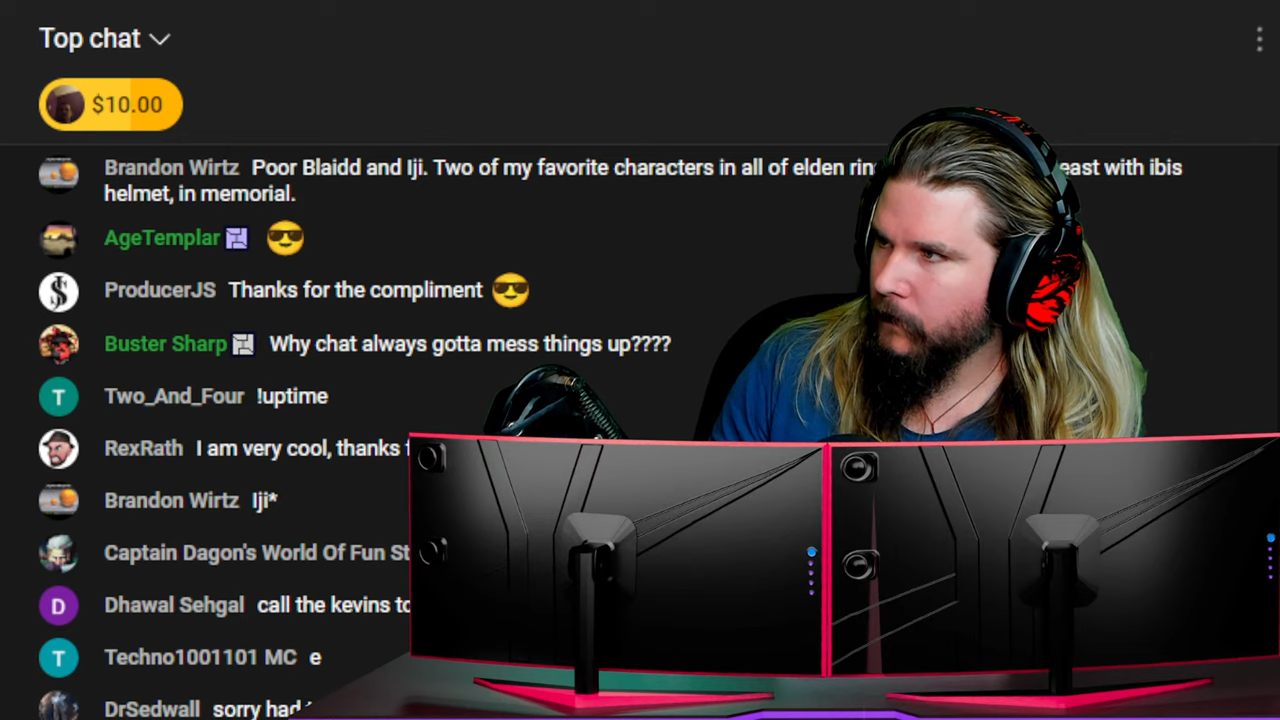 Top chat
$10.00
Brandon Wirtz Poor Blaidd and Iji. Two of my favorite characters in all of elden east with ibis
helmet, in memorial.
AgeTemplar 😎
ProducerJS Thanks for the compliment 😎
Buster Sharp Why chat always gotta mess things up????
Two_And_Four !uptime
RexRath I am very cool, thanks
Brandon Wirtz Iji*
Captain Dagon's World Of Fun
Dhawal Sehgal call the kevins
T Techno1001101 MC e
DrSedwall sorry had